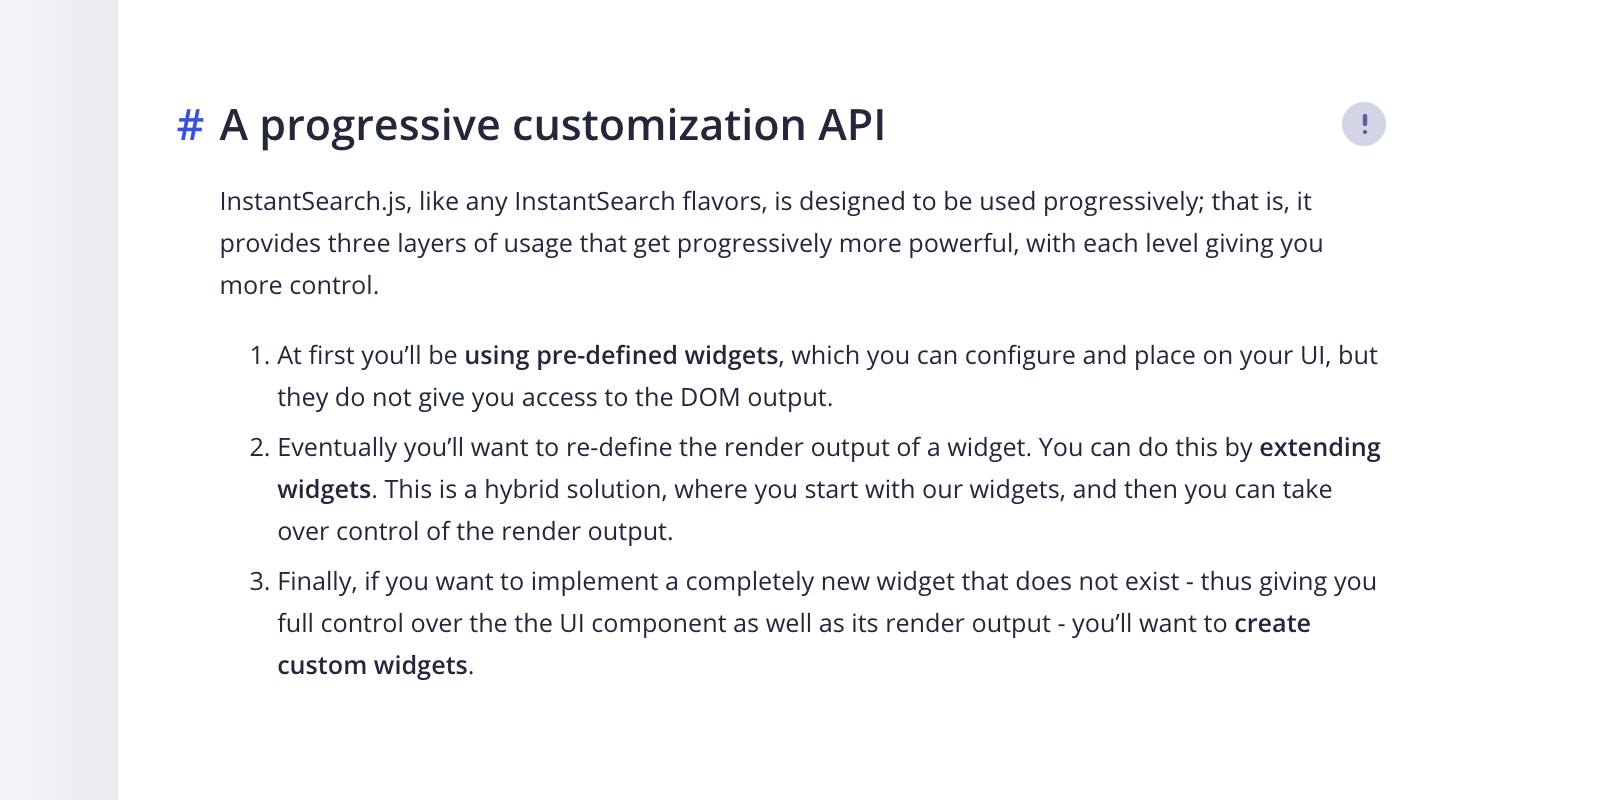 # A progressive customization API
!
InstantSearch.js, like any InstantSearch flavors, is designed to be used progressively; that is, it
provides three layers of usage that get progressively more powerful, with each level giving you
more control.
1. At first you’ll be using pre-defined widgets, which you can configure and place on your UI, but
they do not give you access to the DOM output.
2. Eventually you’ll want to re-define the render output of a widget. You can do this by extending
widgets. This is a hybrid solution, where you start with our widgets, and then you can take
over control of the render output.
3. Finally, if you want to implement a completely new widget that does not exist - thus giving you
full control over the the UI component as well as its render output - you’ll want to create
custom widgets.